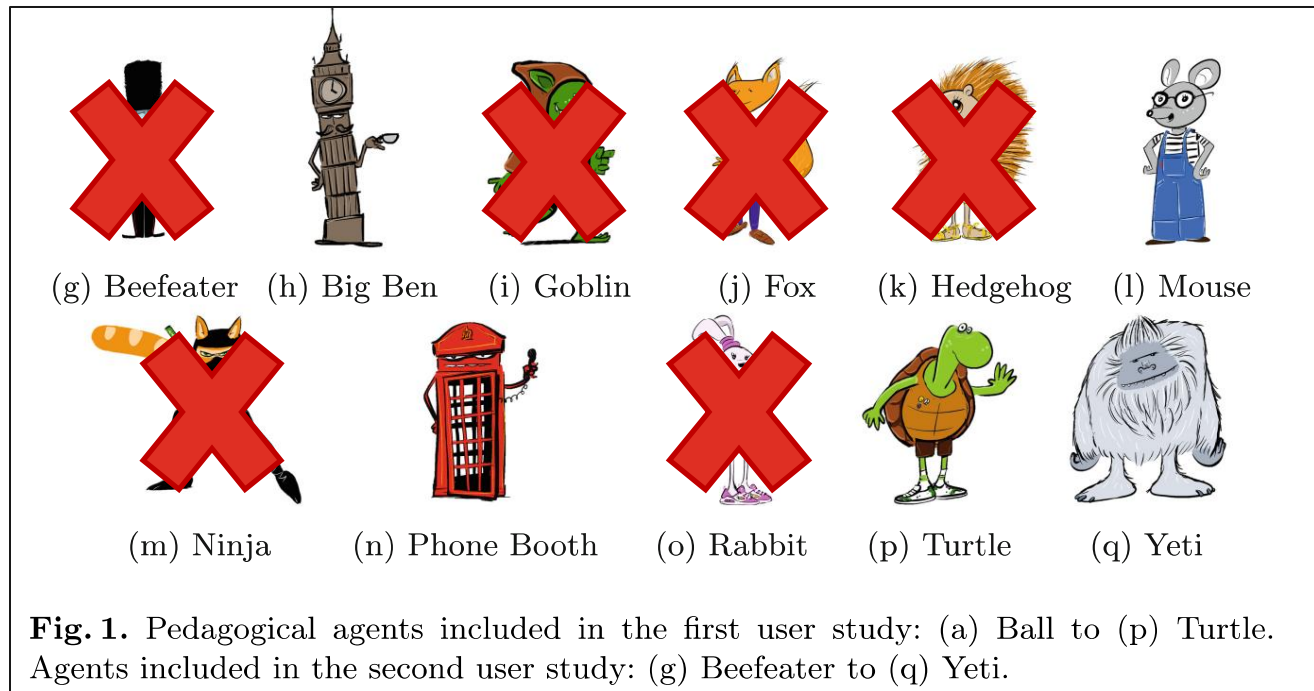 (g) Beefeater (h) Big Ben (i) Goblin (j) Fox (k) Hedgehog (l) Mouse
(m) Ninja (n) Phone Booth (o) Rabbit (p) Turtle (q) Yeti
Fig. 1. Pedagogical agents included in the first user study: (a) Ball to (p) Turtle.
Agents included in the second user study: (g) Beefeater to (q) Yeti.